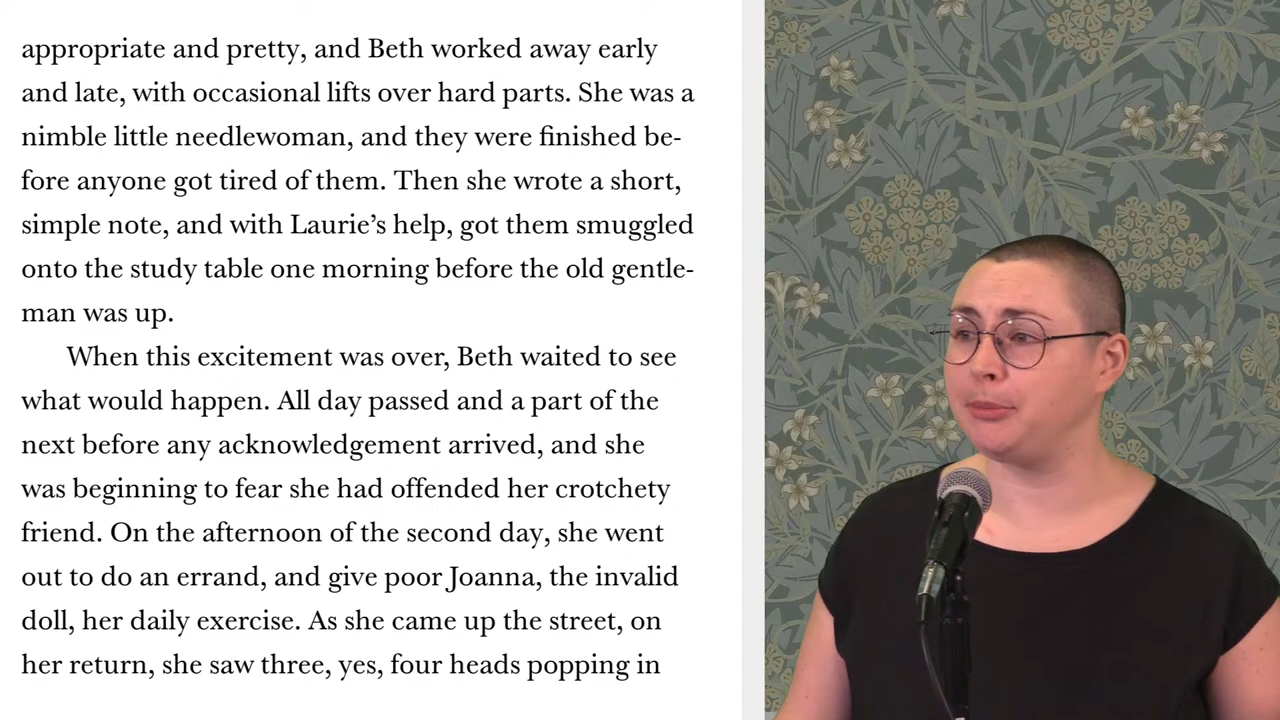 appropriate and pretty, and Beth worked away early
and late, with occasional lifts over hard parts. She was a
nimble little needlewoman, and they were finished be-
fore anyone got tired of them. Then she wrote a short,
simple note, and with Laurie’s help, got them smuggled
onto the study table one morning before the old gentle-
man was up.
When this excitement was over, Beth waited to see
what would happen. All day passed and a part of the
next before any acknowledgement arrived, and she
was beginning to fear she had offended her crotchety
friend. On the afternoon of the second day, she went
out to do an errand, and give poor Joanna, the invalid
doll, her daily exercise. As she came up the street, on
her return, she saw three, yes, four heads popping in